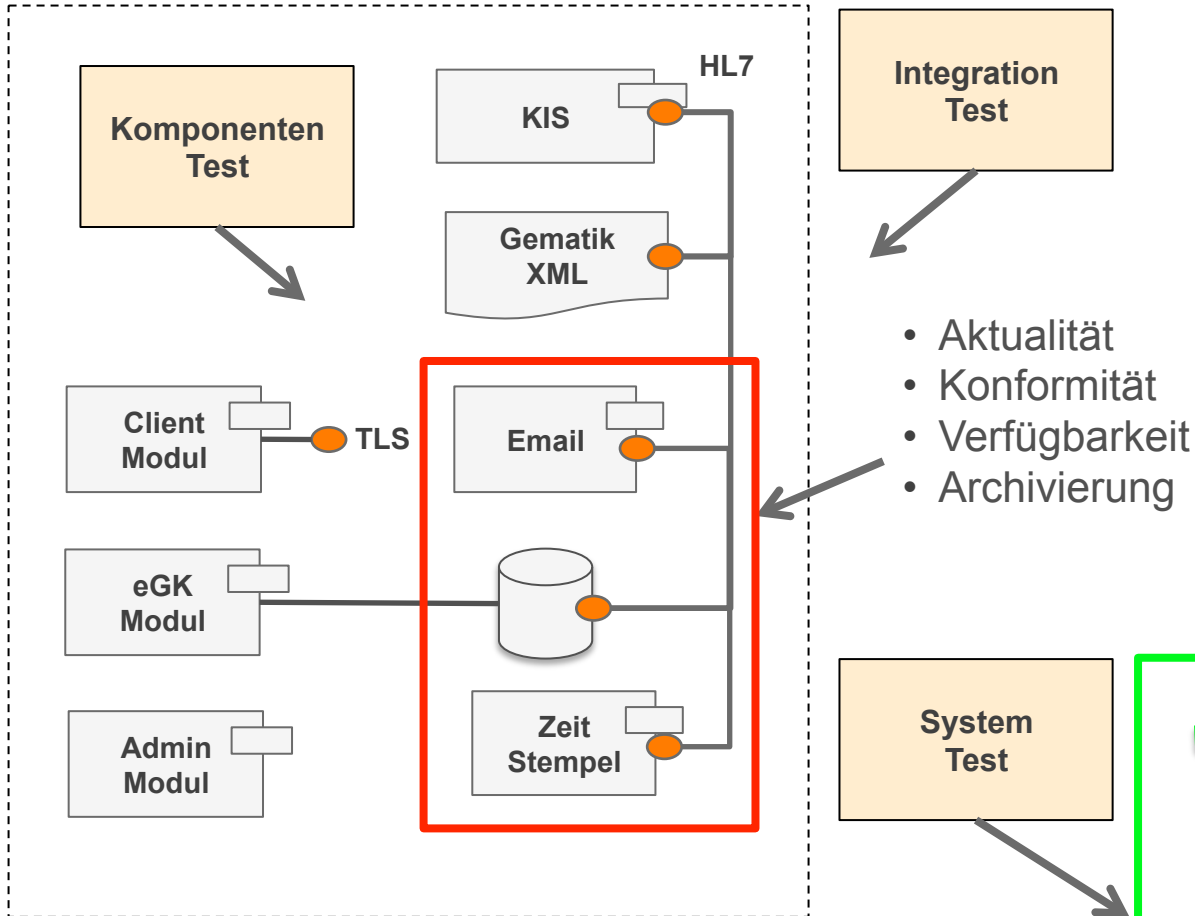 HL7
Integration
Test
KIS
Komponenten
Test
Gematik
XML
• Aktualität
• Konformität
• Verfügbarkeit
• Archivierung
Client
Modul
TLS
Email
eGK
Modul
Zeit
Stempel
System
Test
Admin
Modul